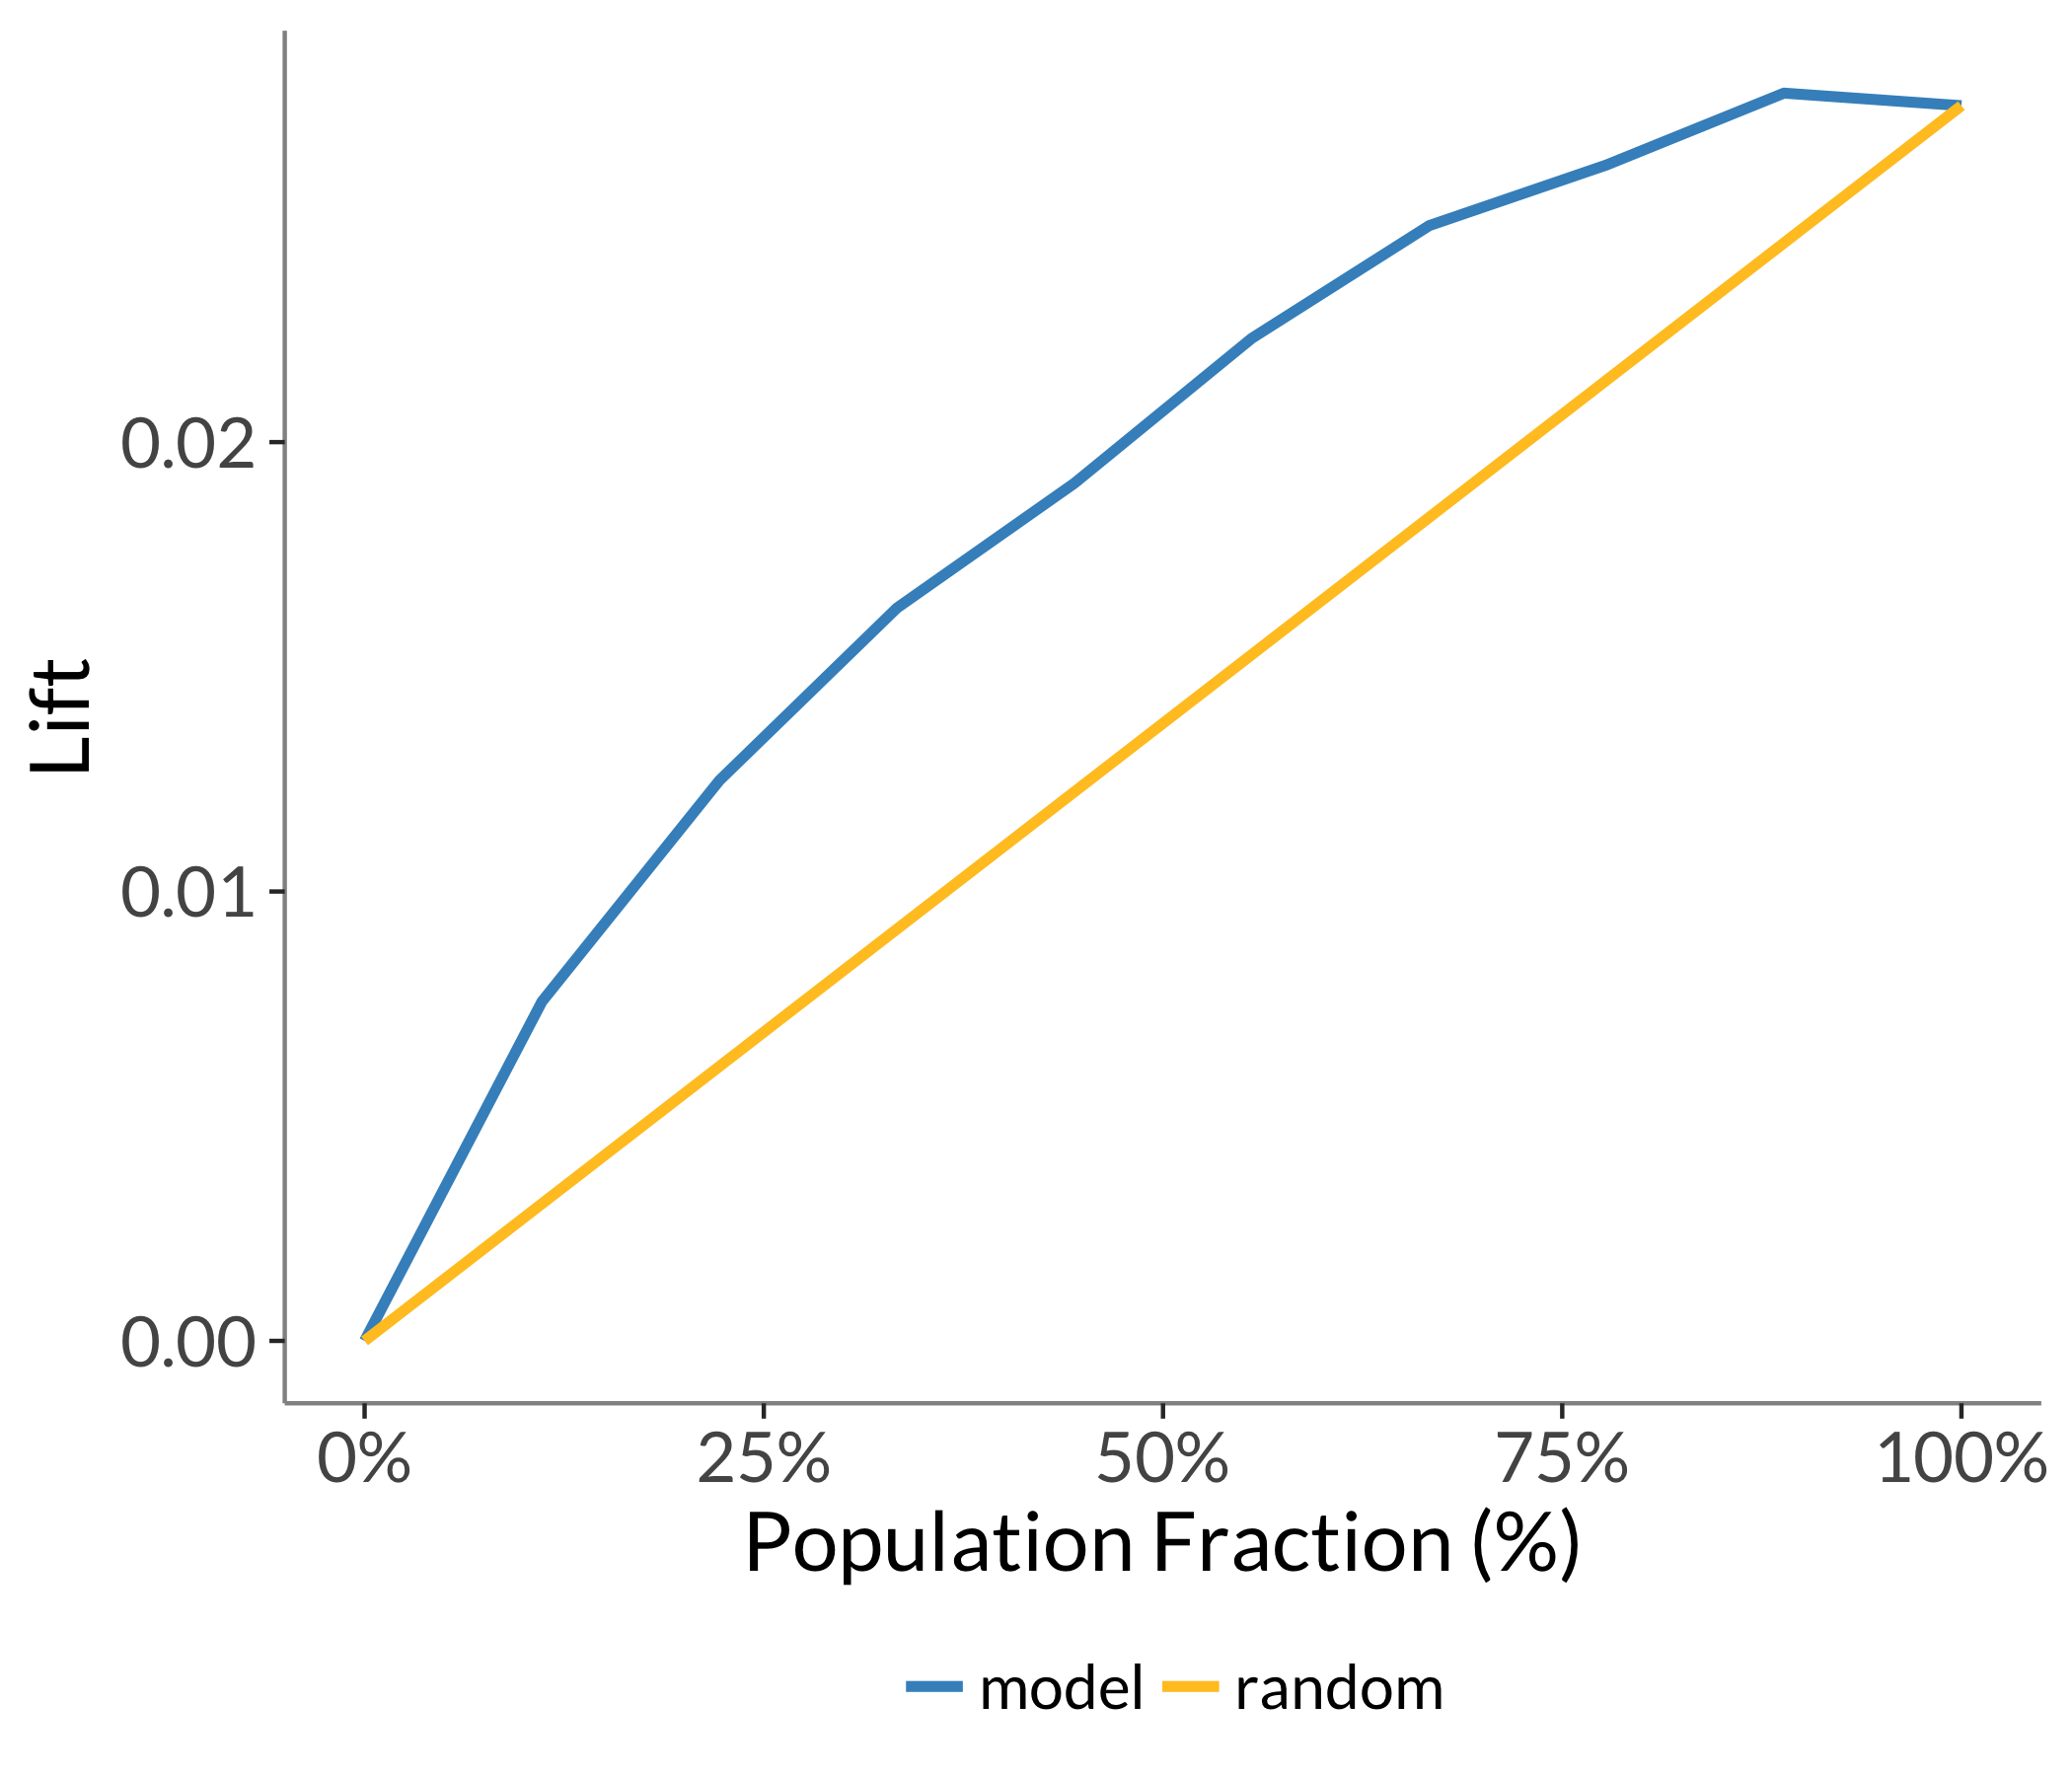 Lift
0.02
0.01
0.00
0% 25% 50% 75% 100%
Population Fraction (%)
model random